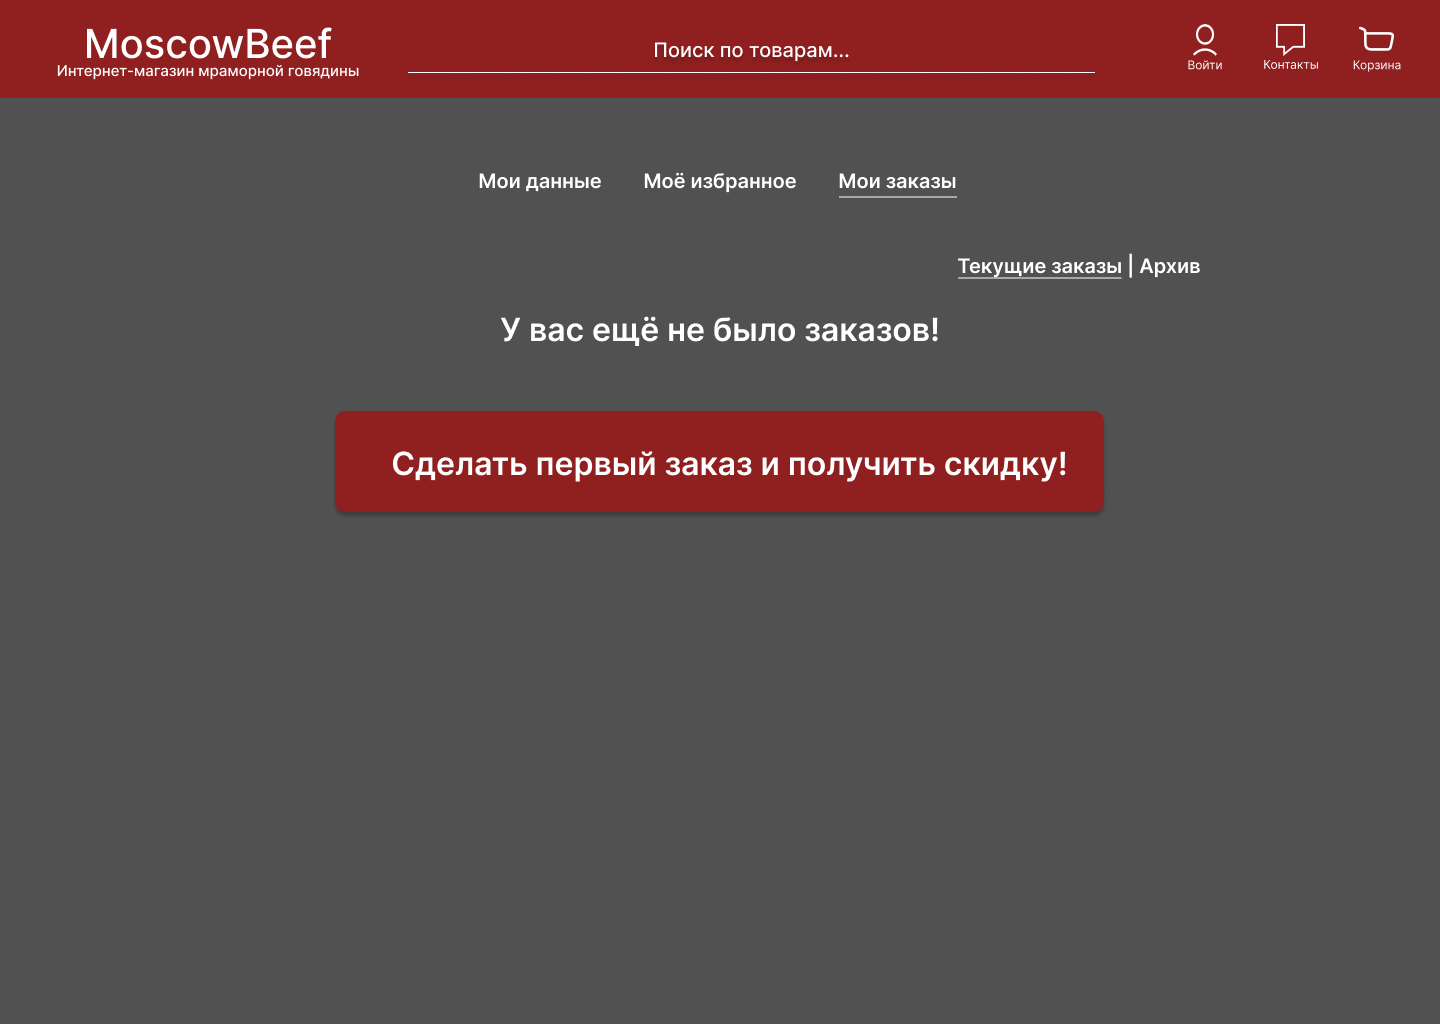 MoscowBeef
Интернет-магазин мраморной говядины
Поиск по товарам...
Войти
Контакты
Корзина
Мои данные
Моё избранное
Мои заказы
Текущие заказы | Архив
У вас ещё не было заказов!
Сделать первый заказ и получить скидку!